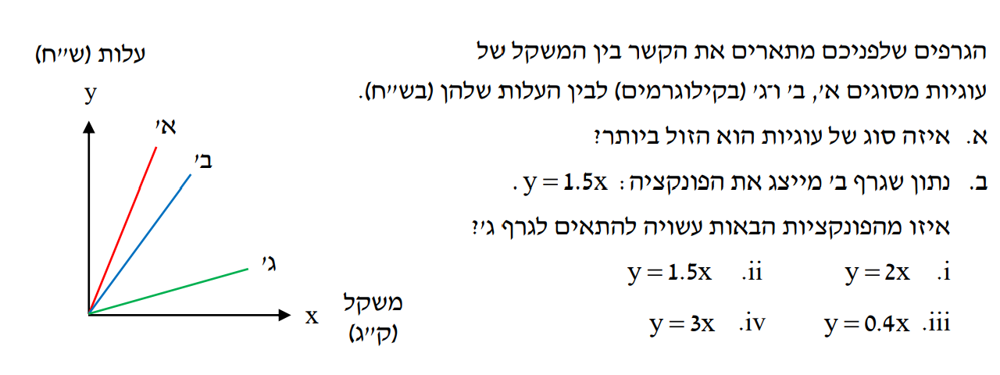 הגרפים שלפניכם מתארים את הקשר בין המשקל של
עוגיות מסוגים א', ב' ו־ג' (בקילוגרמים) לבין העלות שלהן (בש״ח).
א. איזה סוג של עוגיות הוא הזול ביותר?
ב. נתון שגרף ב' מייצג את הפונקציה: y = 1.5x .
איזו מהפונקציות הבאות עשויה להתאים לגרף ג'?
i. y = 2x ii. y = 1.5x
iii. y = 0.4x iv. y = 3x
עלות (ש״ח)
y
א'
ב'
ג'
x
משקל
(ק״ג)